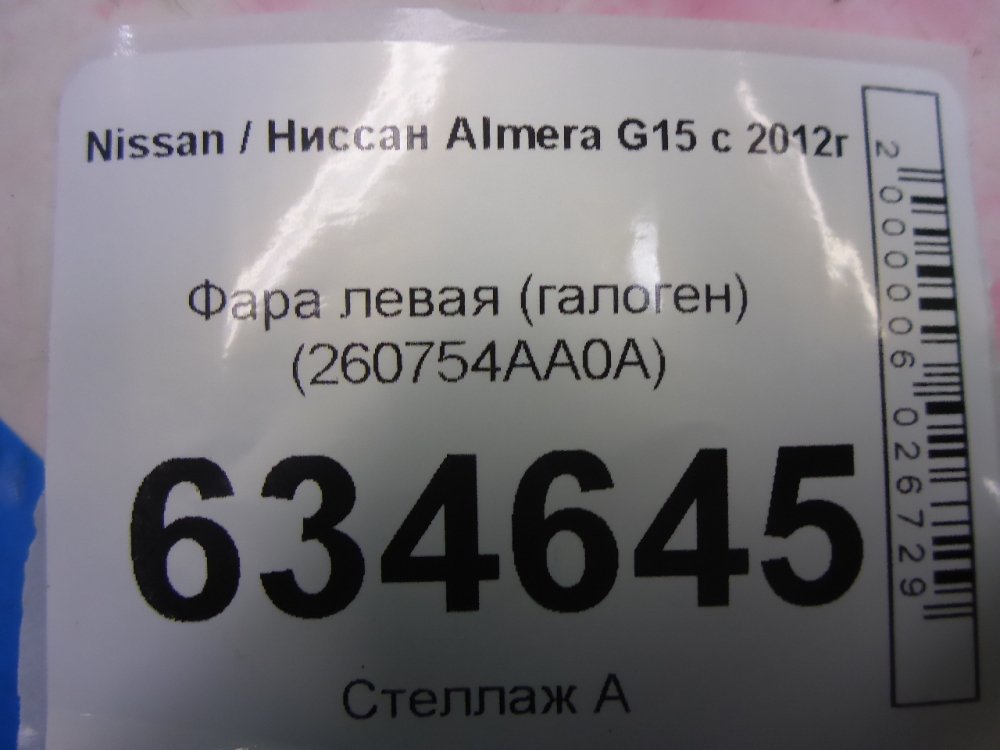 Nissan / Ниссан Almera G15 с 2012г
Фара левая (галоген)
(260754AA0A)
634645
Стеллаж А
2000006026729